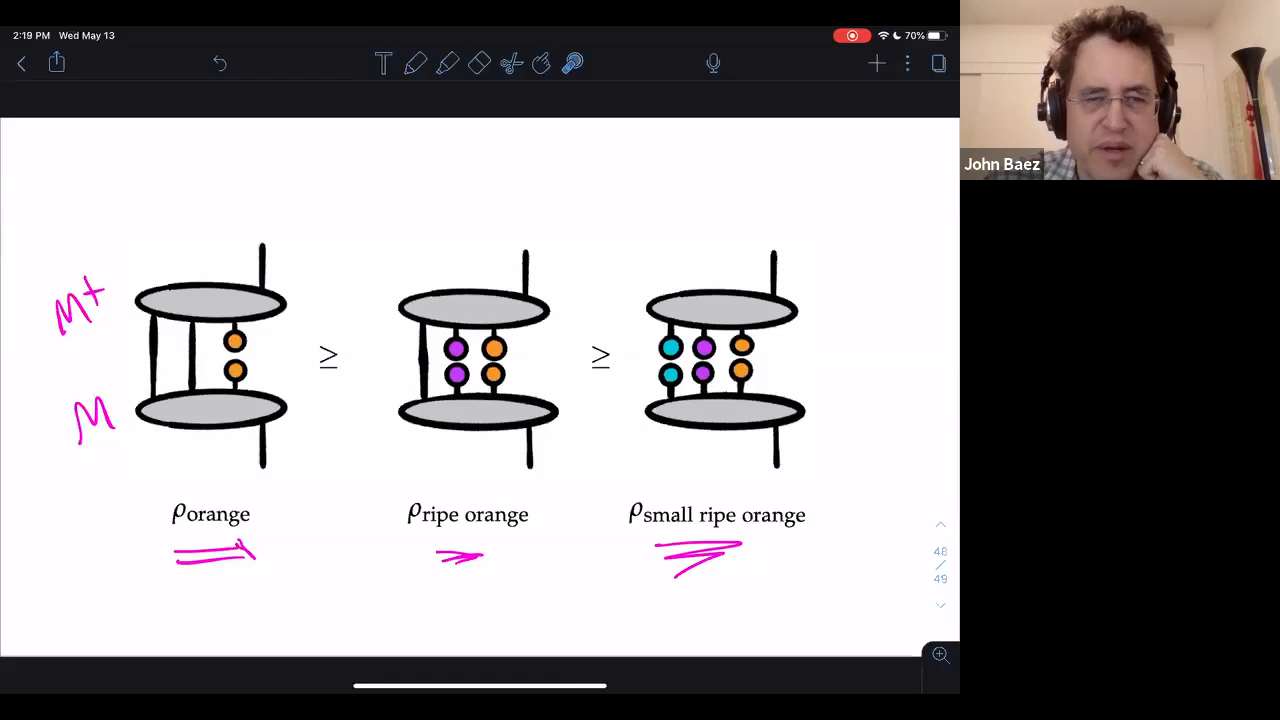 2:19 PM Wed May 13
70%
John Baez
M+
≥ ≥
M
ρorange ρripe orange ρsmall ripe orange
48
/
49